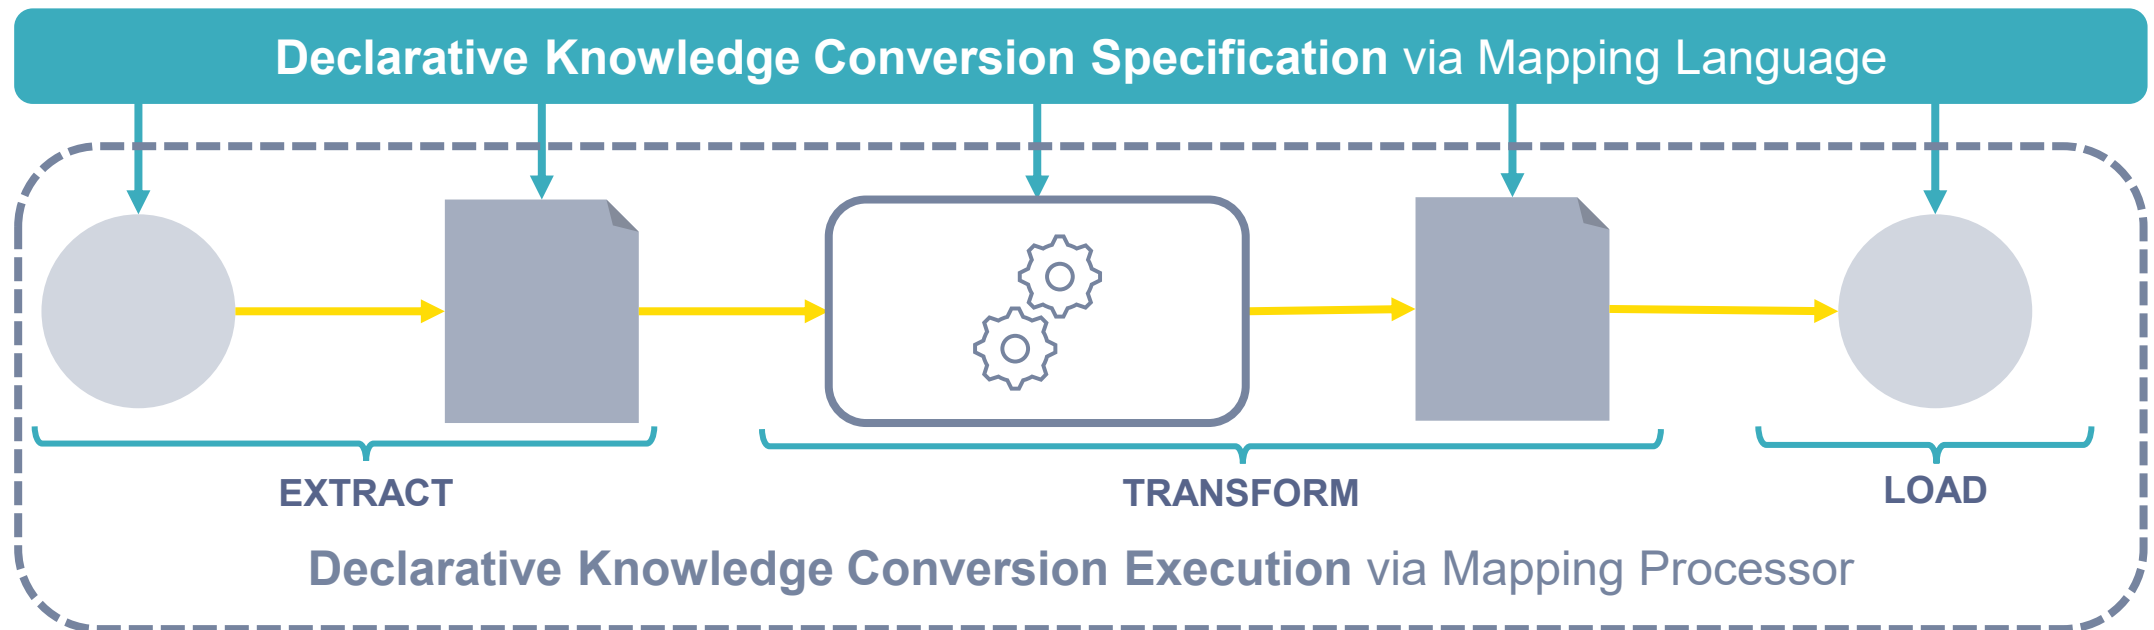 Declarative Knowledge Conversion Specification via Mapping Language
EXTRACT
TRANSFORM
LOAD
Declarative Knowledge Conversion Execution via Mapping Processor